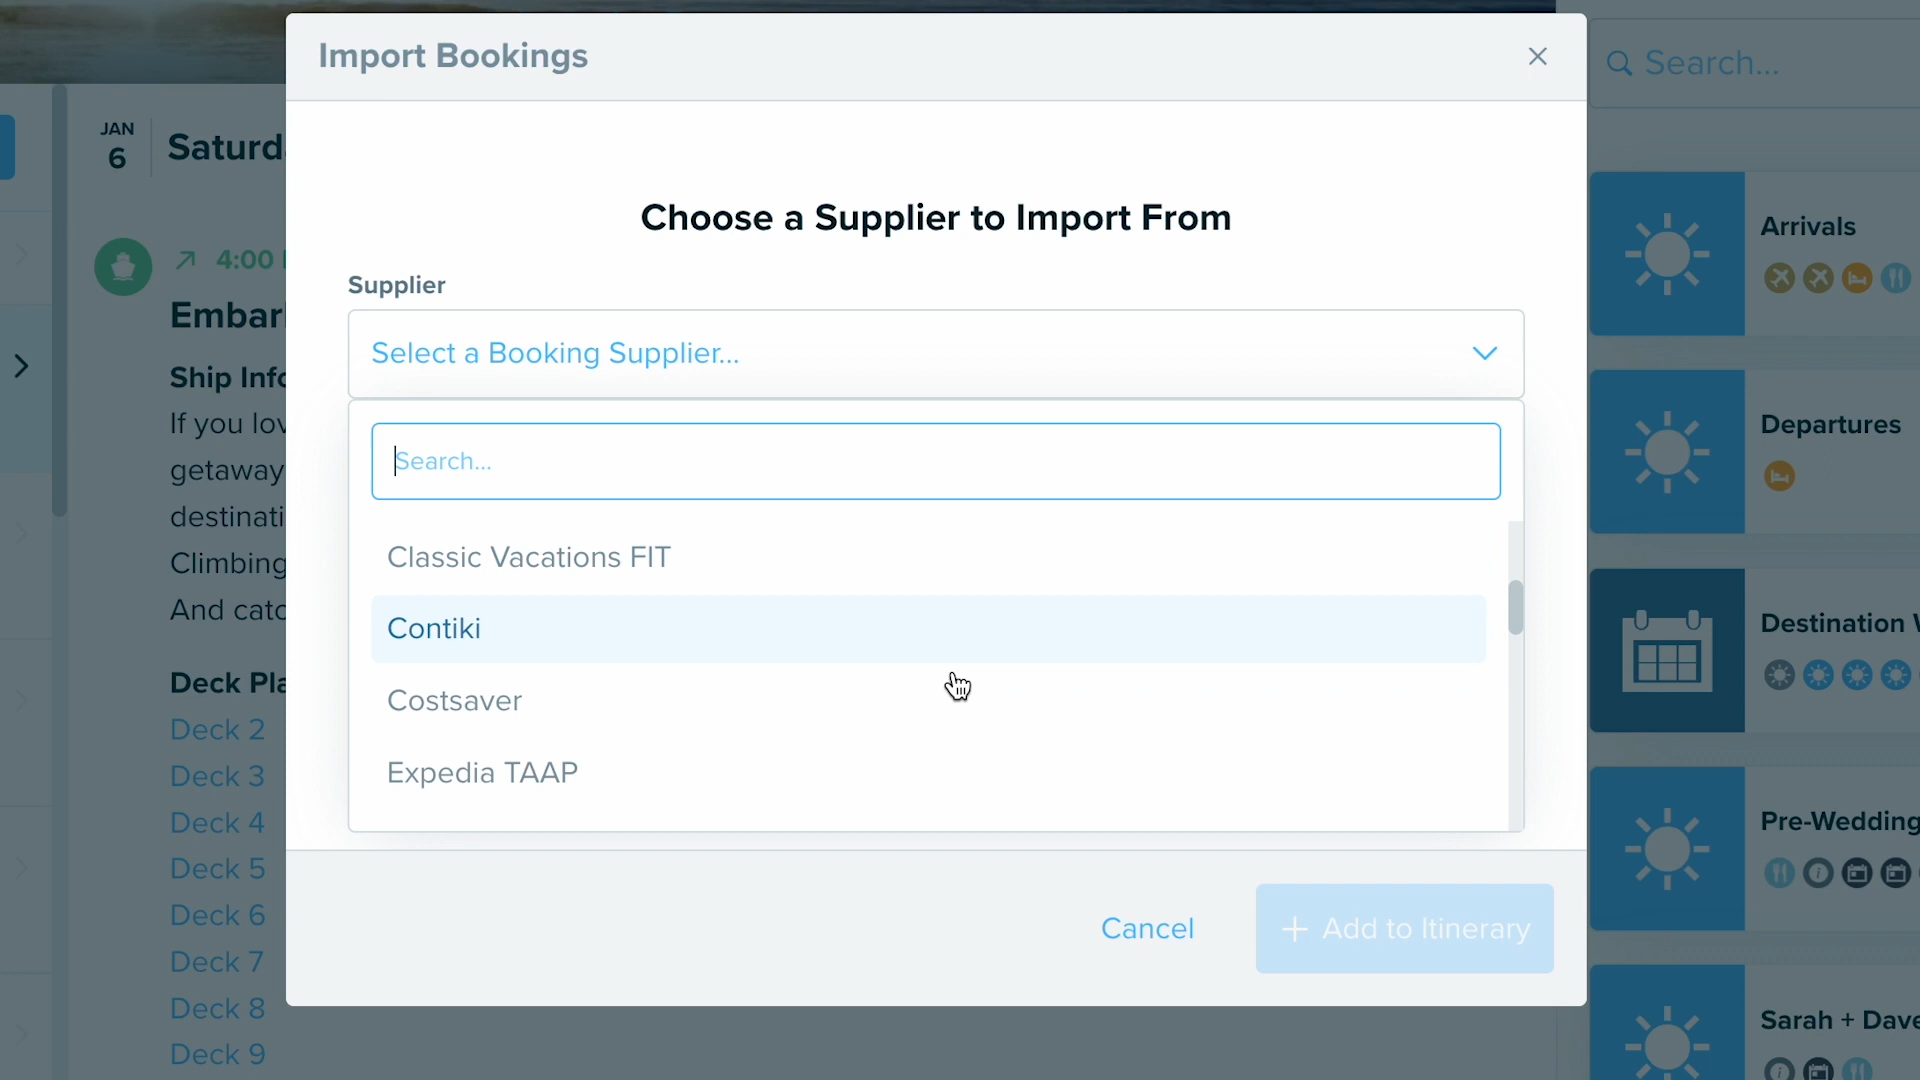 Import Bookings
Search...
JAN
6
Saturd
4:00
Embar
Ship Inf
If you lov
getaway
destinati
Climbing
And catc
Deck Pla
Deck 2
Deck 3
Deck 4
Deck 5
Deck 6
Deck 7
Deck 8
Deck 9
Choose a Supplier to Import From
Supplier
Select a Booking Supplier...
Search...
Classic Vacations FIT
Contiki
Costsaver
Expedia TAAP
Cancel
+ Add to Itinerary
Arrivals
Departures
Destination
Pre-Wedding
Sarah + Dave